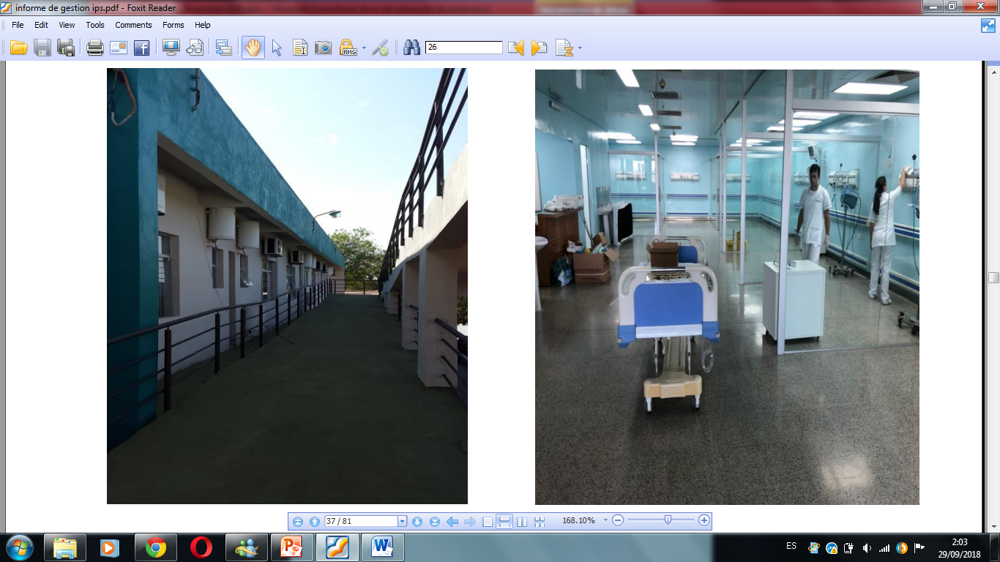 informe de gestion ips.pdf - Foxit Reader
File Edit View Tools Comments Forms Help
RMS
26
37 / 81
168.10%
ES
2:03
29/09/2018